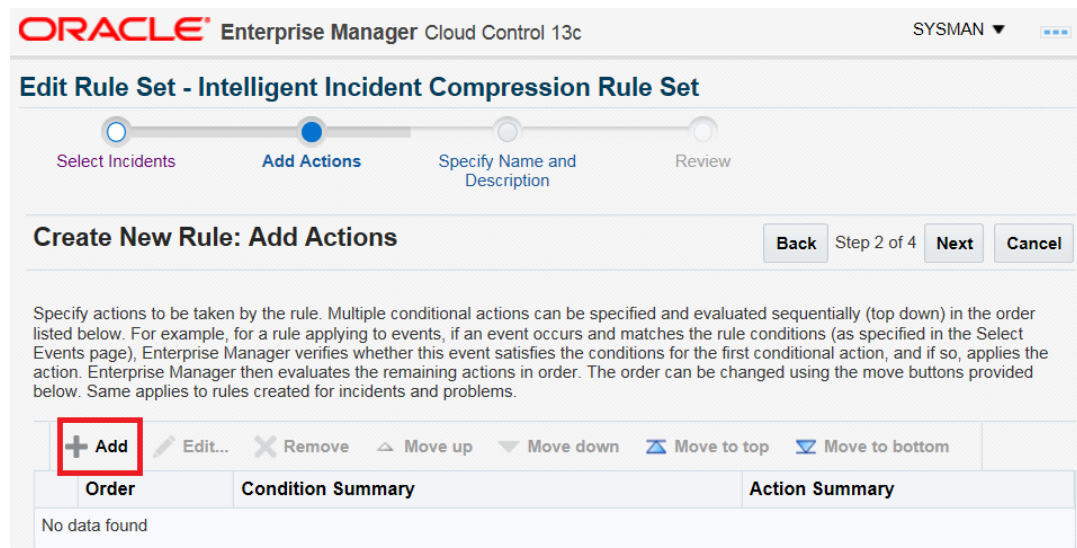 ORACLE Enterprise Manager Cloud Control 13c SYSMAN
Edit Rule Set - Intelligent Incident Compression Rule Set
Select Incidents Add Actions Specify Name and Review
Description
Create New Rule: Add Actions Back Step 2 of 4 Next Cancel
Specify actions to be taken by the rule. Multiple conditional actions can be specified and evaluated sequentially (top down) in the order
listed below. For example, for a rule applying to events, if an event occurs and matches the rule conditions (as specified in the Select
Events page), Enterprise Manager verifies whether this event satisfies the conditions for the first conditional action, and if so, applies the
action. Enterprise Manager then evaluates the remaining actions in order. The order can be changed using the move buttons provided
below. Same applies to rules created for incidents and problems.
Add Edit... Remove Move up Move down Move to top Move to bottom
Order Condition Summary Action Summary
No data found